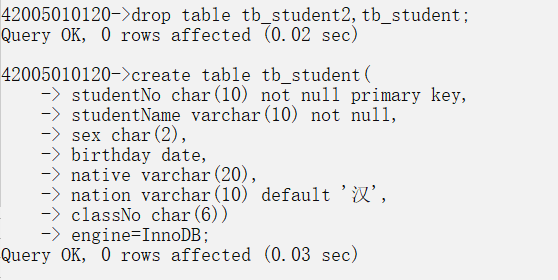 42005010120->drop table tb_student2,tb_student;
Query OK, 0 rows affected (0.02 sec)
42005010120->create table tb_student(
-> studentNo char(10) not null primary key,
-> studentName varchar(10) not null,
-> sex char(2),
-> birthday date,
-> native varchar(20),
-> nation varchar(10) default '汉',
-> classNo char(6))
-> engine=InnoDB;
Query OK, 0 rows affected (0.03 sec)